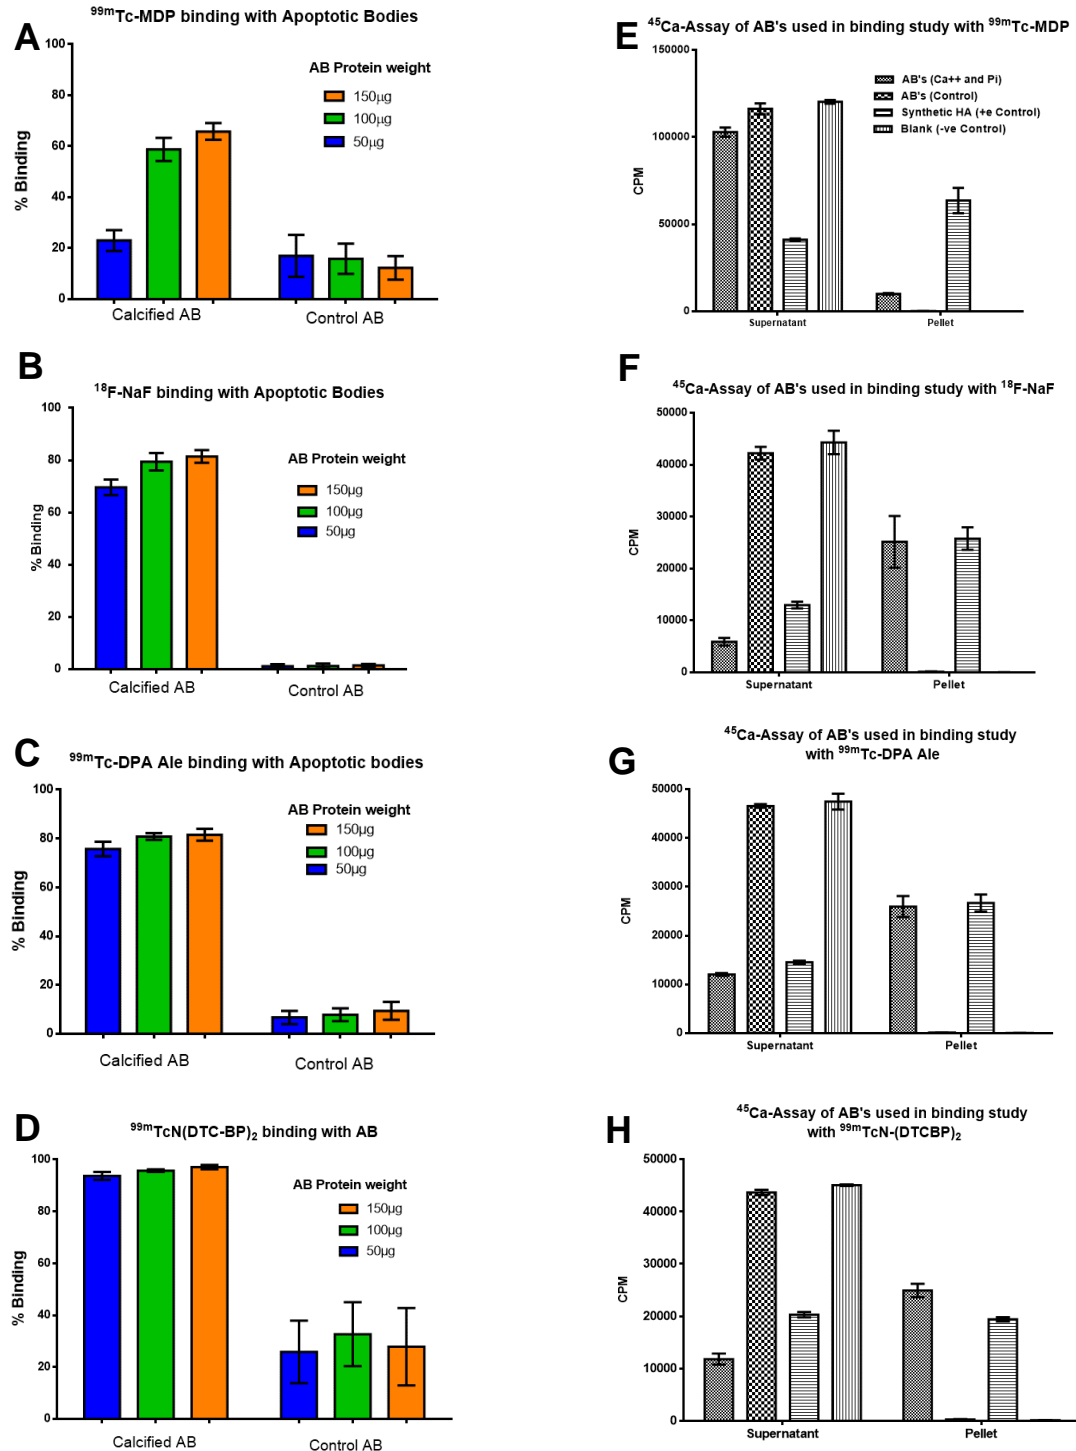 A
99mTc-MDP binding with Apoptotic Bodies
% Binding
100
80
60
40
20
0
AB Protein weight
150µg
100µg
50µg
Calcified AB
Control AB
E
45Ca-Assay of AB's used in binding study with 99mTc-MDP
CPM
150000
100000
50000
0
AB's (Ca++ and Pi)
AB's (Control)
Synthetic HA (+e Control)
Blank (-ve Control)
Supernatant
Pellet
B
18F-NaF binding with Apoptotic Bodies
% Binding
100
80
60
40
20
0
AB Protein weight
150µg
100µg
50µg
Calcified AB
Control AB
F
45Ca-Assay of AB's used in binding study with 18F-NaF
CPM
50000
40000
30000
20000
10000
0
Supernatant
Pellet
C
99mTc-DPA Ale binding with Apoptotic bodies
% Binding
100
80
60
40
20
0
AB Protein weight
150µg
100µg
50µg
Calcified AB
Control AB
G
45Ca-Assay of AB's used in binding study
with 99mTc-DPA Ale
CPM
50000
40000
30000
20000
10000
0
Supernatant
Pellet
D
99mTcN(DTC-BP)2 binding with AB
% Binding
100
80
60
40
20
0
AB Protein weight
150µg
100µg
50µg
Calcified AB
Control AB
H
45Ca-Assay of AB's used in binding study
with 99mTcN-(DTCBP)2
CPM
50000
40000
30000
20000
10000
0
Supernatant
Pellet